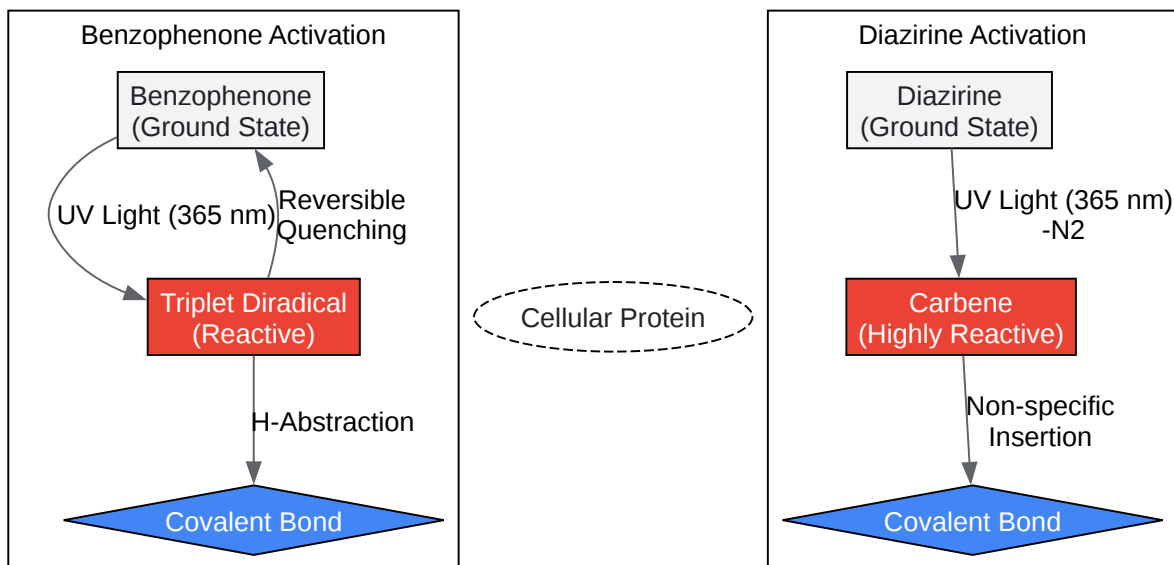 Benzophenone Activation
Benzophenone
(Ground State)
UV Light (365 nm)
Reversible
Quenching
Triplet Diradical
(Reactive)
H-Abstraction
Covalent Bond
Cellular Protein
Diazirine Activation
Diazirine
(Ground State)
UV Light (365 nm)
-N2
Carbene
(Highly Reactive)
Non-specific
Insertion
Covalent Bond